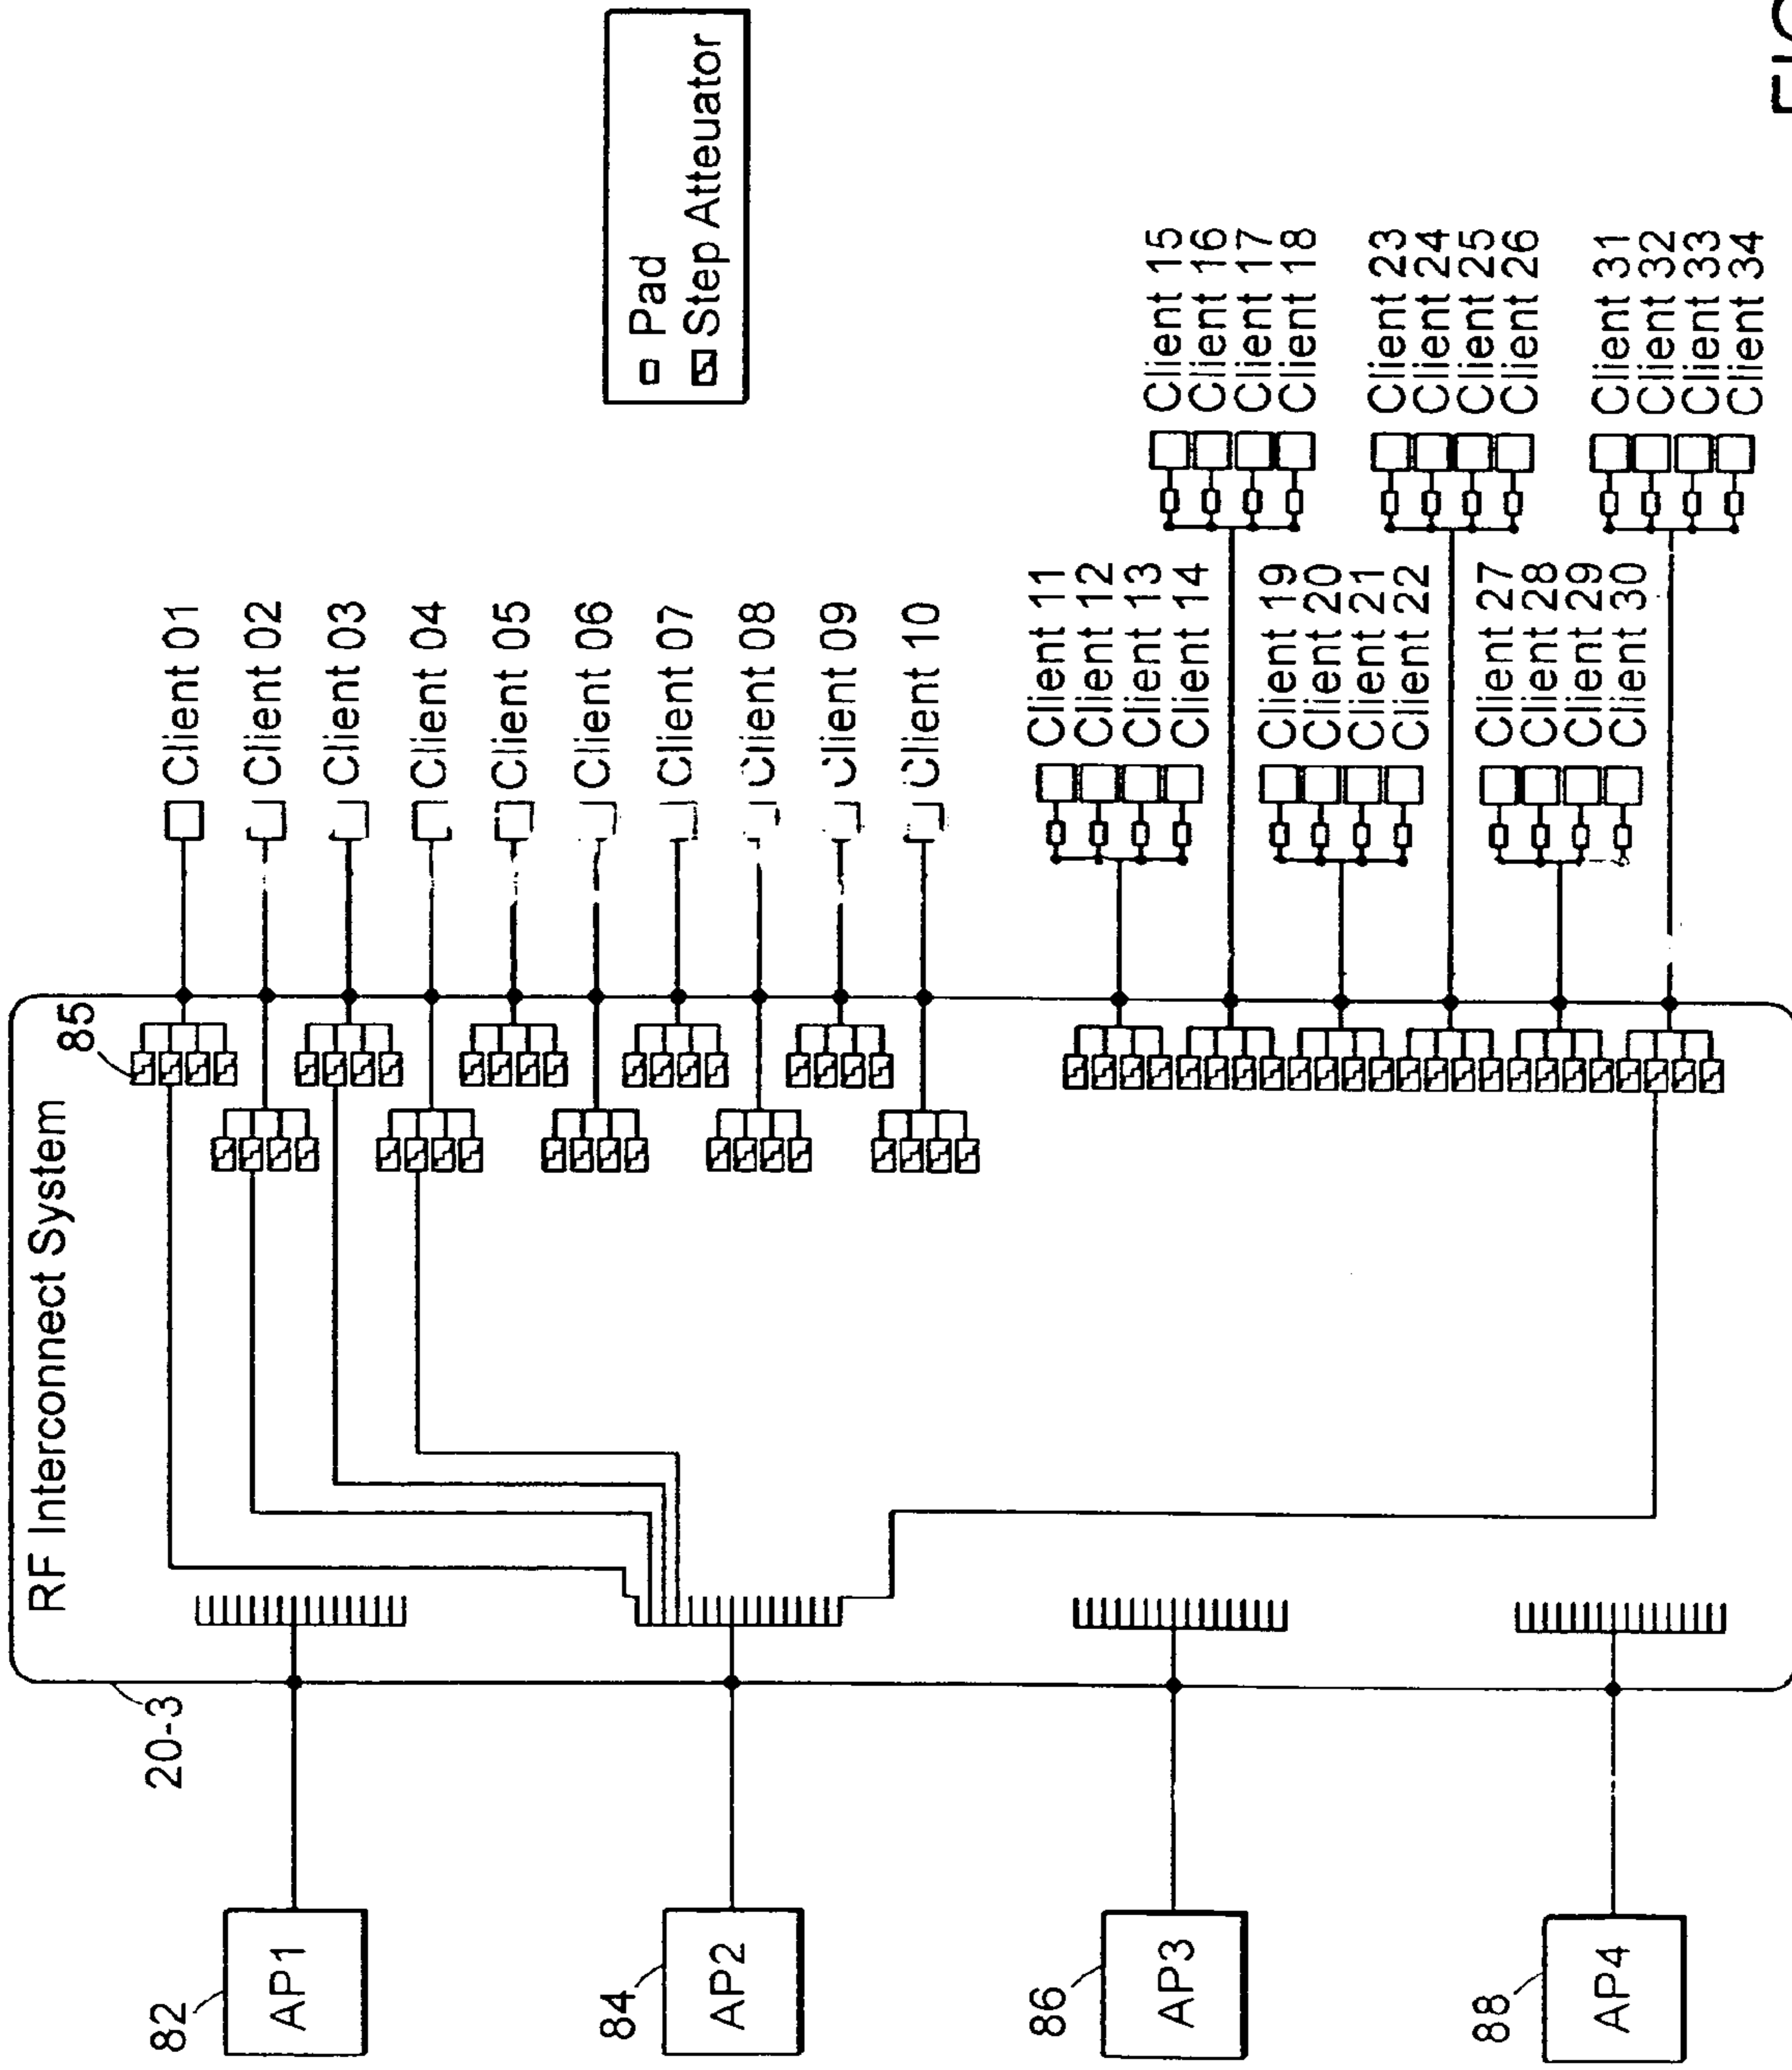 RF Interconnect System
20-3
85
82
AP1
84
AP2
86
AP3
88
AP4
Client 01
Client 02
Client 03
Client 04
Client 05
Client 06
Client 07
Client 08
Client 09
Client 10
Client 11
Client 12
Client 13
Client 14
Client 15
Client 16
Client 17
Client 18
Client 19
Client 20
Client 21
Client 22
Client 23
Client 24
Client 25
Client 26
Client 27
Client 28
Client 29
Client 30
Client 31
Client 32
Client 33
Client 34
Pad
Step Atteuator